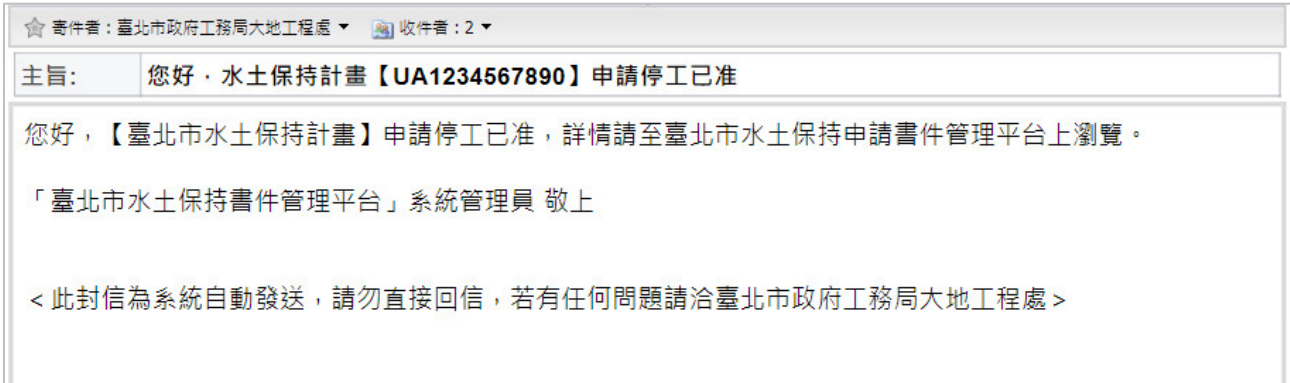 寄件者：臺北市政府工務局大地工程處 ▼ 收件者：2 ▼
主旨: 您好，水土保持計畫【UA1234567890】申請停工已准
您好，【臺北市水土保持計畫】申請停工已准，詳情請至臺北市水土保持申請書件管理平台上瀏覽。
「臺北市水土保持書件管理平台」系統管理員 敬上
<此封信為系統自動發送，請勿直接回信，若有任何問題請洽臺北市政府工務局大地工程處>